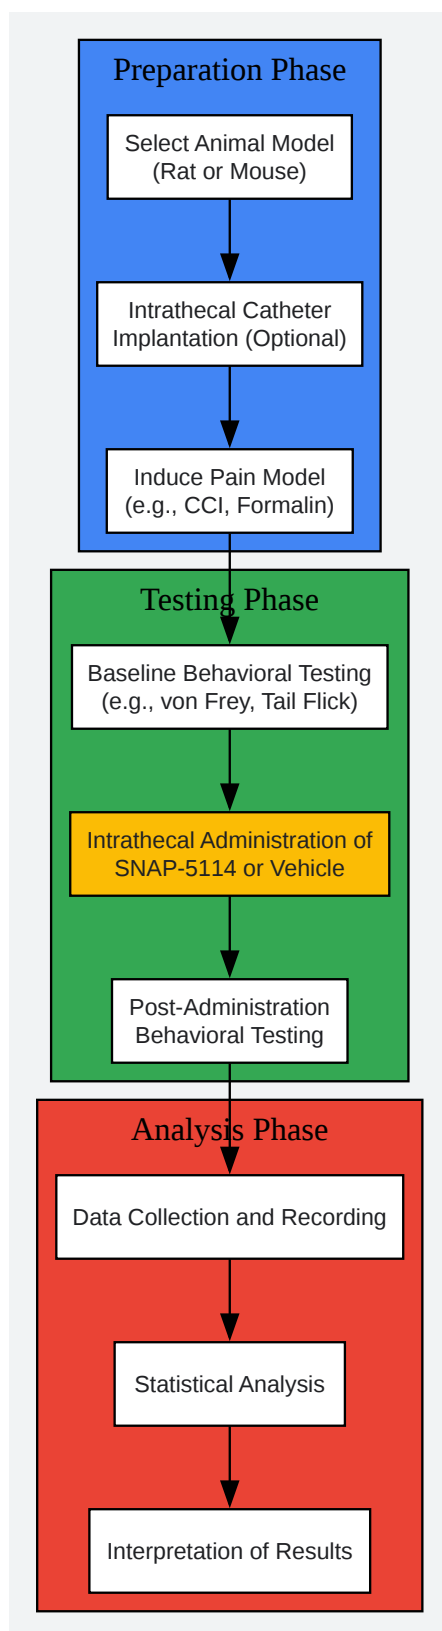 Preparation Phase
Select Animal Model
(Rat or Mouse)
Intrathecal Catheter
Implantation (Optional)
Induce Pain Model
(e.g., CCI, Formalin)
Testing Phase
Baseline Behavioral Testing
(e.g., von Frey, Tail Flick)
Intrathecal Administration of
SNAP-5114 or Vehicle
Post-Administration
Behavioral Testing
Analysis Phase
Data Collection and Recording
Statistical Analysis
Interpretation of Results